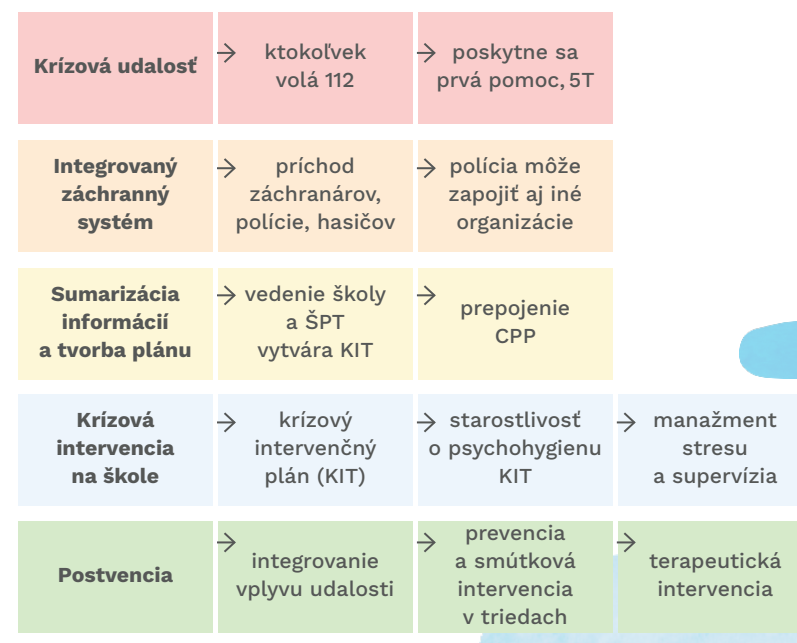 Krízová udalosť
ktokoľvek
volá 112
poskytne sa
prvá pomoc, 5T
Integrovaný
záchranný
systém
príchod
záchranárov,
polície, hasičov
polícia môže
zapojiť aj iné
organizácie
Sumarizácia
informácií
a tvorba plánu
vedenie školy
a ŠPT
vytvára KIT
prepojenie
CPP
Krízová
intervencia
na škole
krízový
intervenčný
plán (KIT)
starostlivosť
o psychohygienu
KIT
manažment
stresu
a supervízia
Postvencia
integrovanie
vplyvu udalosti
prevencia
a smútková
intervencia
v triedach
terapeutická
intervencia